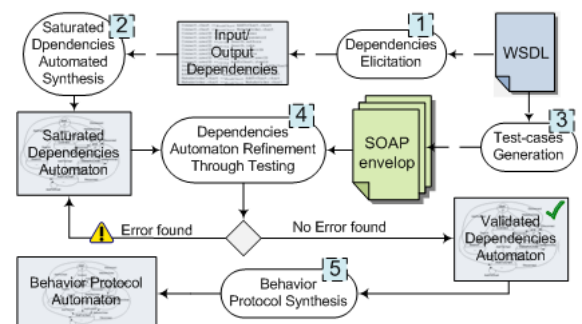 Saturated
Dpendencies
Automated
Synthesis
2
Input/
Output
Dependencies
1
Dependencies
Elicitation
WSDL
3
Test-cases
Generation
Saturated
Dependencies
Automaton
4
Dependencies
Automaton Refinement
Through Testing
SOAP
envelop
Error found
No Error found
Validated
Dependencies
Automaton
5
Behavior
Protocol Synthesis
Behavior Protocol
Automaton